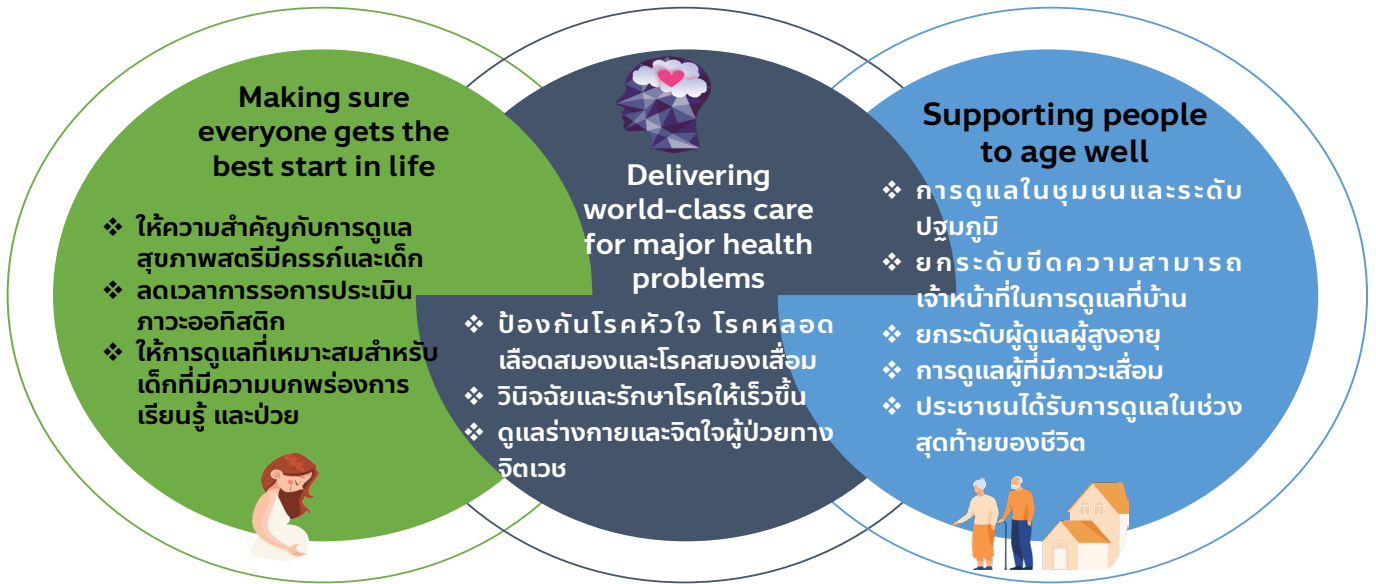 Making sure
everyone gets the
best start in life
❖ ให้ความสำคัญกับการดูแล
สุขภาพสตรีมีครรภ์และเด็ก
❖ ลดเวลาการรอการประเมิน
ภาวะออทิสติก
❖ ให้การดูแลที่เหมาะสมสำหรับ
เด็กที่มีความบกพร่องการ
เรียนรู้ และป่วย
Delivering
world-class care
for major health
problems
❖ ป้องกันโรคหัวใจ โรคหลอด
เลือดสมองและโรคสมองเสื่อม
❖ วินิจฉัยและรักษาโรคให้เร็วขึ้น
❖ ดูแลร่างกายและจิตใจผู้ป่วยทาง
จิตเวช
Supporting people
to age well
❖ การดูแลในชุมชนและระดับ
ปฐมภูมิ
❖ ยกระดับขีดความสามารถ
เจ้าหน้าที่ในการดูแลที่บ้าน
❖ ยกระดับผู้ดูแลผู้สูงอายุ
❖ การดูแลผู้ที่มีภาวะเสื่อม
❖ ประชาชนได้รับการดูแลในช่วง
สุดท้ายของชีวิต